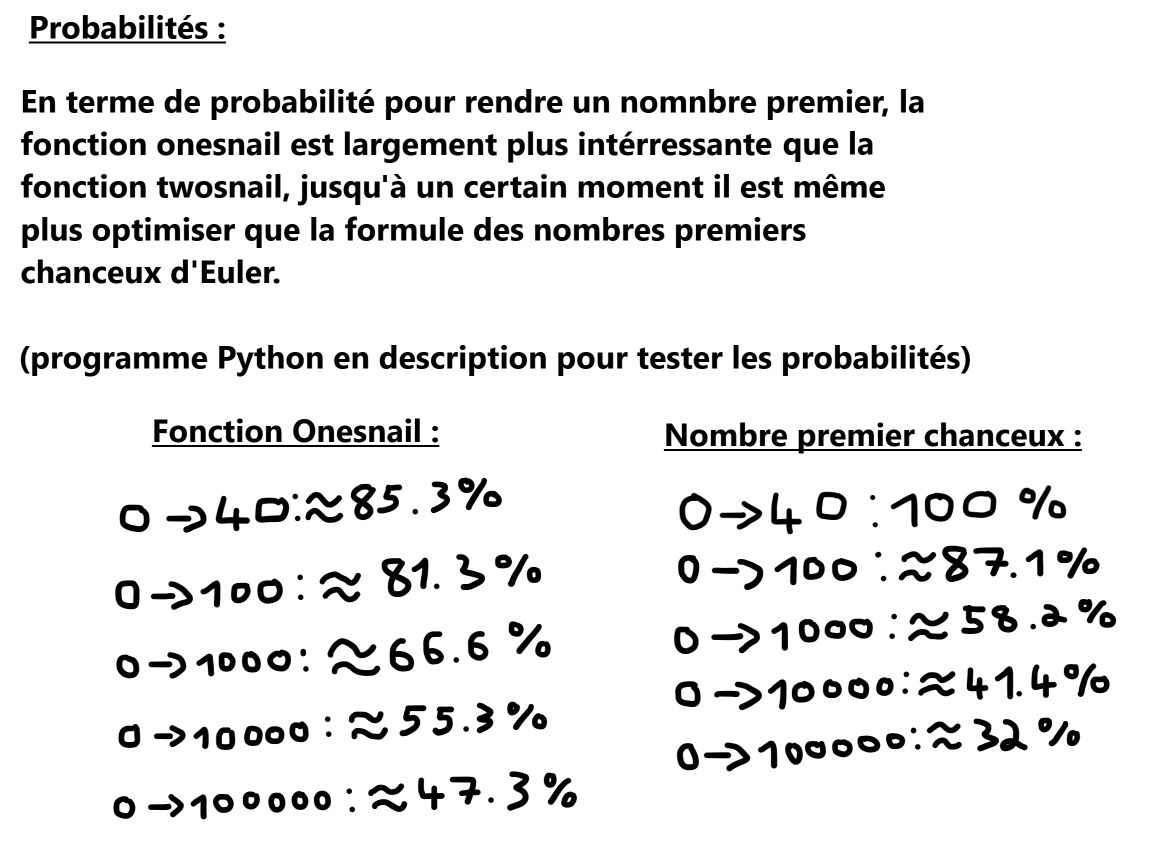 Probabilités :
En terme de probabilité pour rendre un nomnbre premier, la
fonction onesnail est largement plus intérressante que la
fonction twosnail, jusqu'à un certain moment il est même
plus optimiser que la formule des nombres premiers
chanceux d'Euler.
(programme Python en description pour tester les probabilités)
Fonction Onesnail :
0→40:≈85.3%
0→100:≈81.3%
0→1000:≈66.6%
0→10000:≈55.3%
0→100000:≈47.3%
Nombre premier chanceux :
0→40:100%
0→100:≈87.1%
0→1000:≈58.2%
0→10000:≈41.4%
0→100000:≈32%